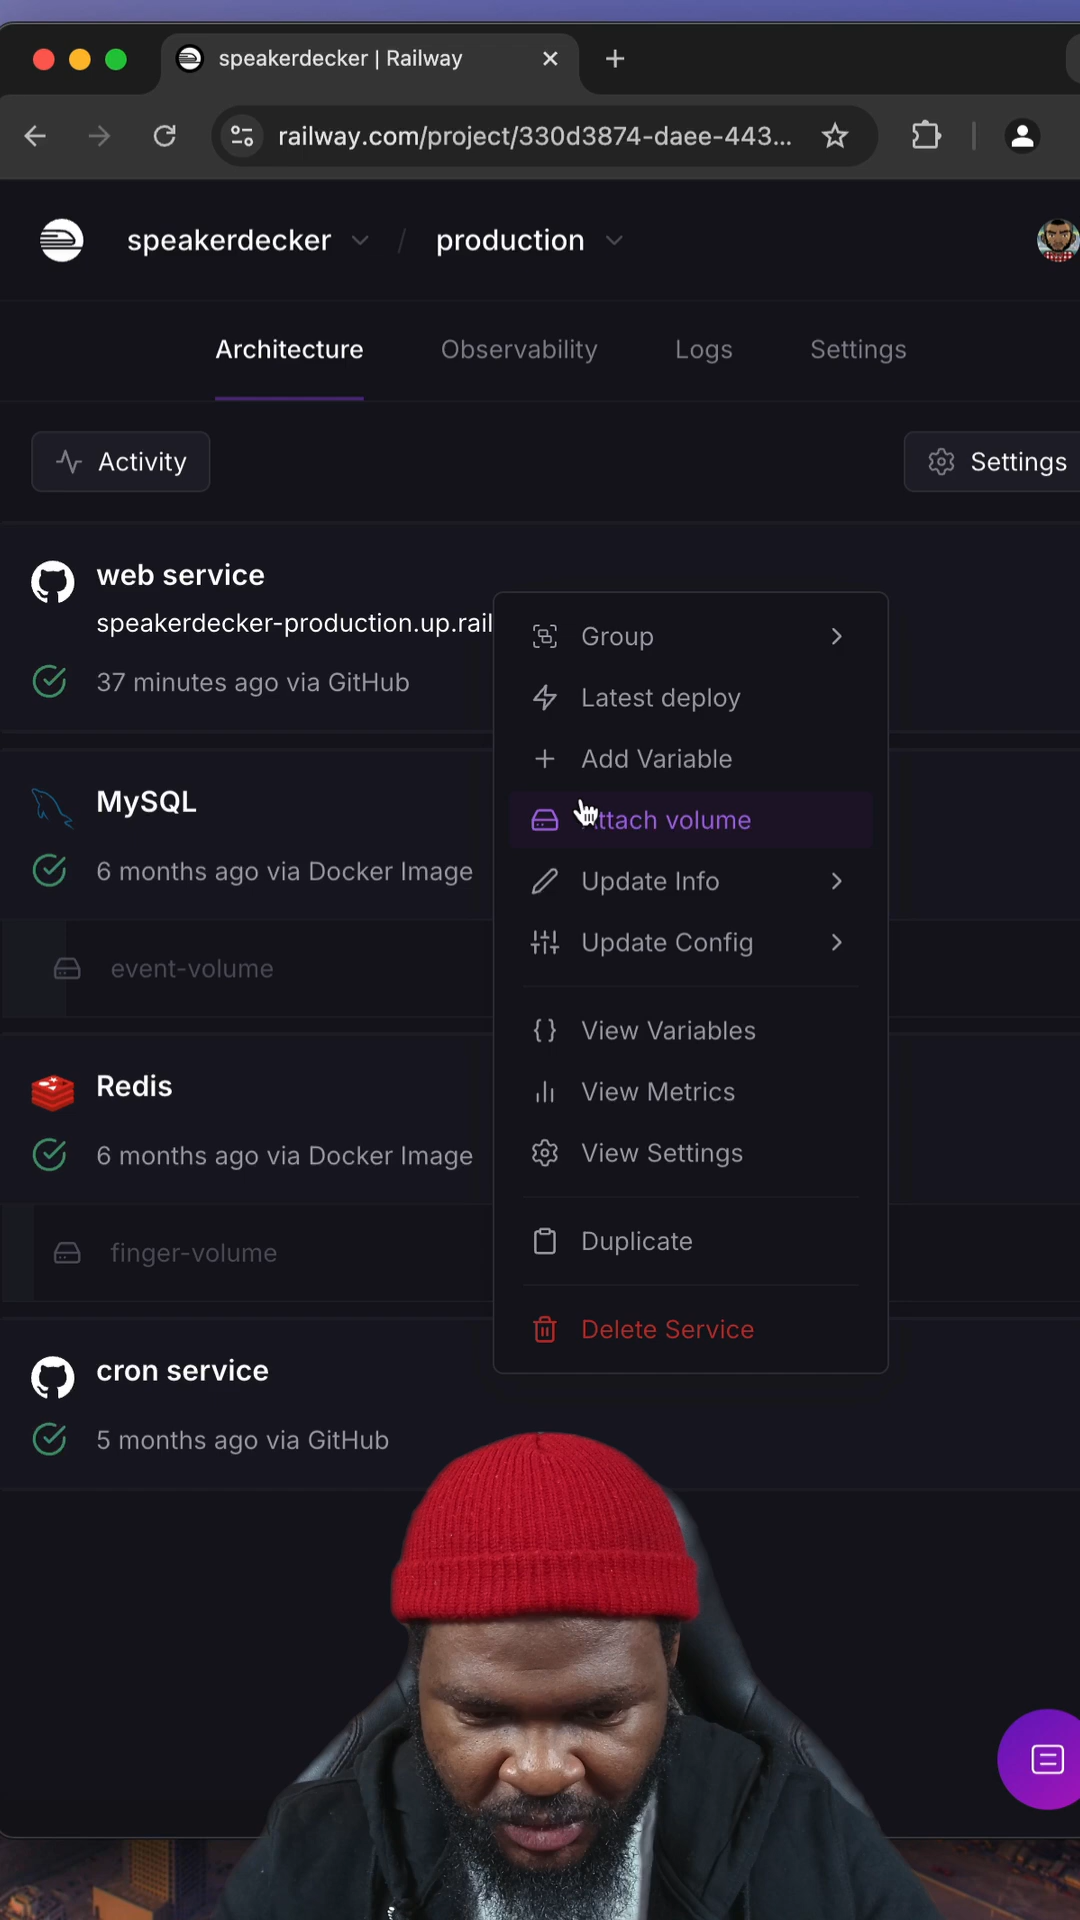 speakerdecker | Railway
railway.com/project/330d3874-daee-443...
speakerdecker / production
Architecture Observability Logs Settings
Activity
Settings
web service
speakerdecker-production.up.rail
37 minutes ago via GitHub
MySQL
6 months ago via Docker Image
event-volume
Redis
6 months ago via Docker Image
finger-volume
cron service
5 months ago via GitHub
Group
Latest deploy
Add Variable
Attach volume
Update Info
Update Config
View Variables
View Metrics
View Settings
Duplicate
Delete Service